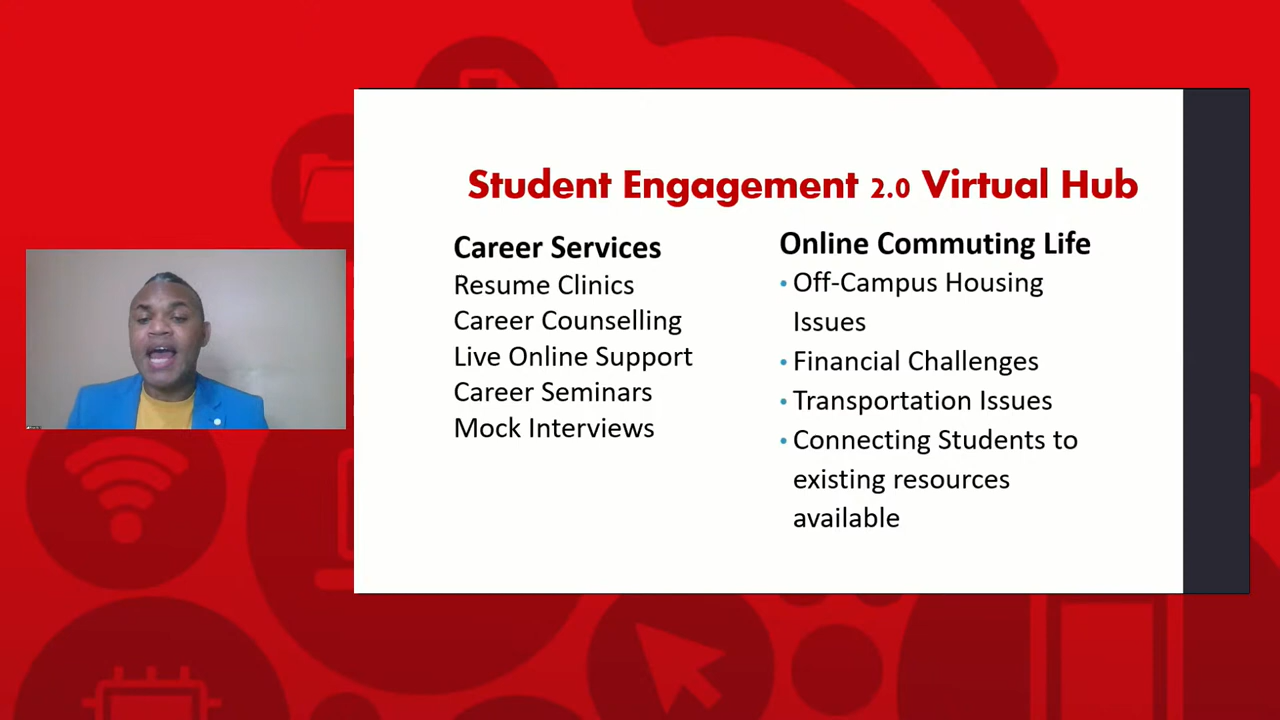 Student Engagement 2.0 Virtual Hub
Career Services
Resume Clinics
Career Counselling
Live Online Support
Career Seminars
Mock Interviews
Online Commuting Life
• Off-Campus Housing
Issues
• Financial Challenges
• Transportation Issues
• Connecting Students to
existing resources
available